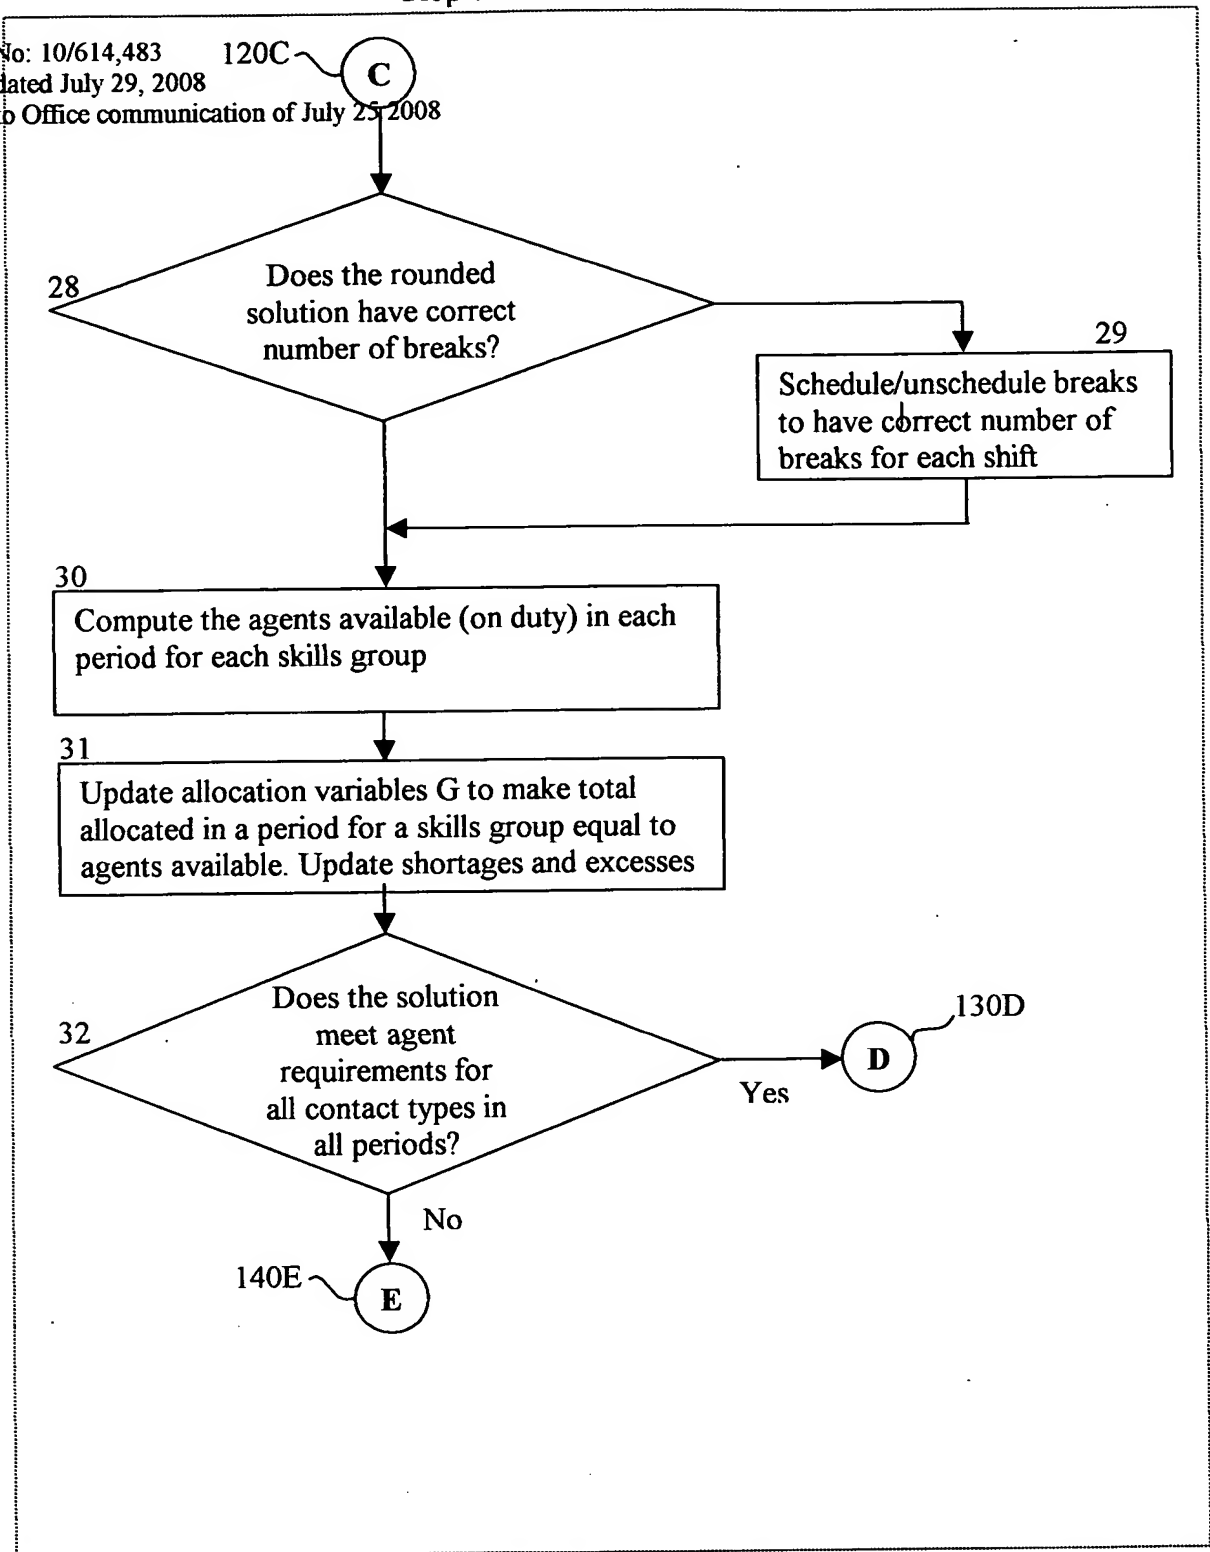 No: 10/614,483
dated July 29, 2008
to Office communication of July 25 2008
120C
C
28
Does the rounded
solution have correct
number of breaks?
29
Schedule/unschedule breaks
to have correct number of
breaks for each shift
30
Compute the agents available (on duty) in each
period for each skills group
31
Update allocation variables G to make total
allocated in a period for a skills group equal to
agents available. Update shortages and excesses
32
Does the solution
meet agent
requirements for
all contact types in
all periods?
Yes
130D
D
No
140E
E